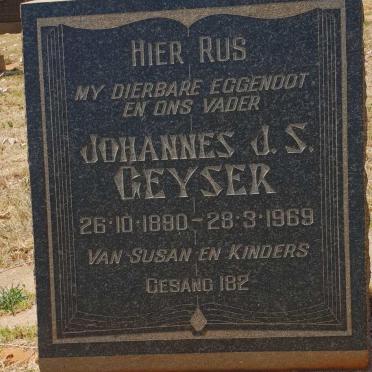 HIER RUS
MY DIERBARE EGGENOOT
EN ONS VADER
JOHANNES J. S.
GEYSER
26·10·1890 – 28·3·1969
VAN SUSAN EN KINDERS
GESANG 182